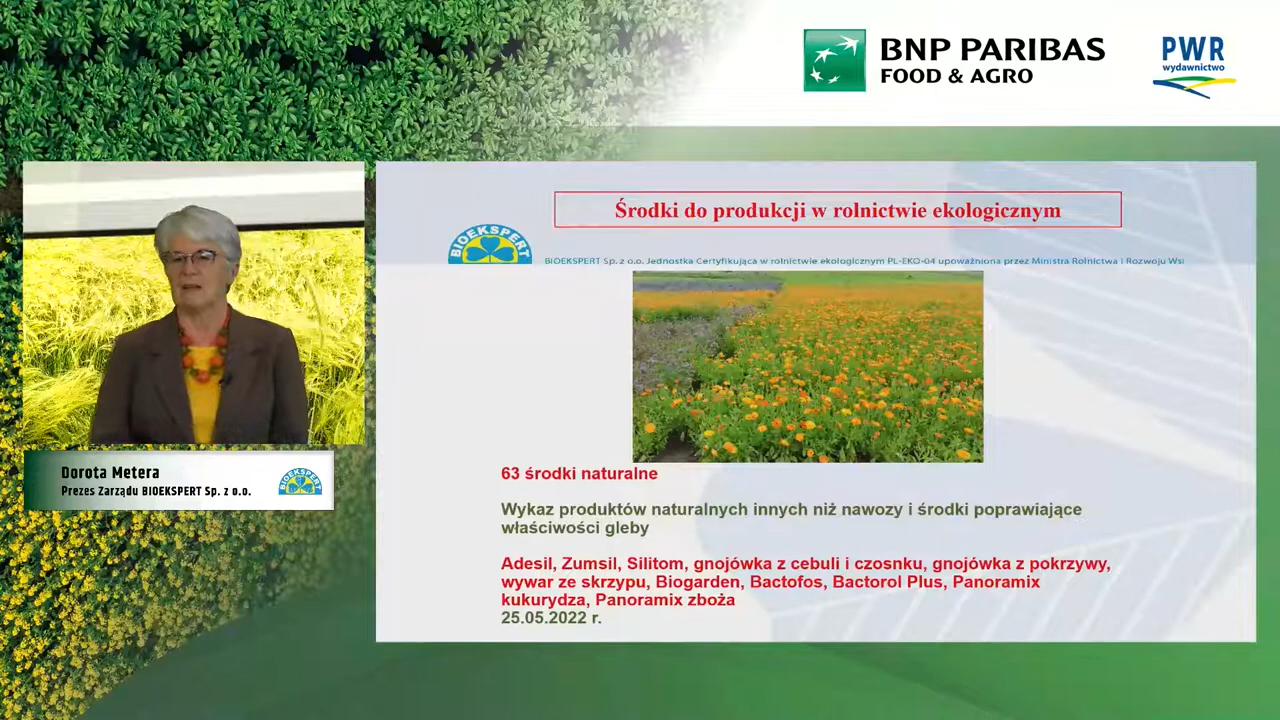 BNP PARIBAS
FOOD & AGRO
PWR
wydawnictwo
Środki do produkcji w rolnictwie ekologicznym
BIOEKSPERT
BIOEKSPERT Sp. z o.o. Jednostka Certyfikująca w rolnictwie ekologicznym PL-EKO-04 upoważniona przez Ministra Rolnictwa i Rozwoju Wsi
63 środki naturalne
Wykaz produktów naturalnych innych niż nawozy i środki poprawiające
właściwości gleby
Adesil, Zumsil, Silitom, gnojówka z cebuli i czosnku, gnojówka z pokrzywy,
wywar ze skrzypu, Biogarden, Bactofos, Bactorol Plus, Panoramix
kukurydza, Panoramix zboża
25.05.2022 r.
Dorota Metera
Prezes Zarządu BIOEKSPERT Sp. z o.o.
BIOEKSPERT